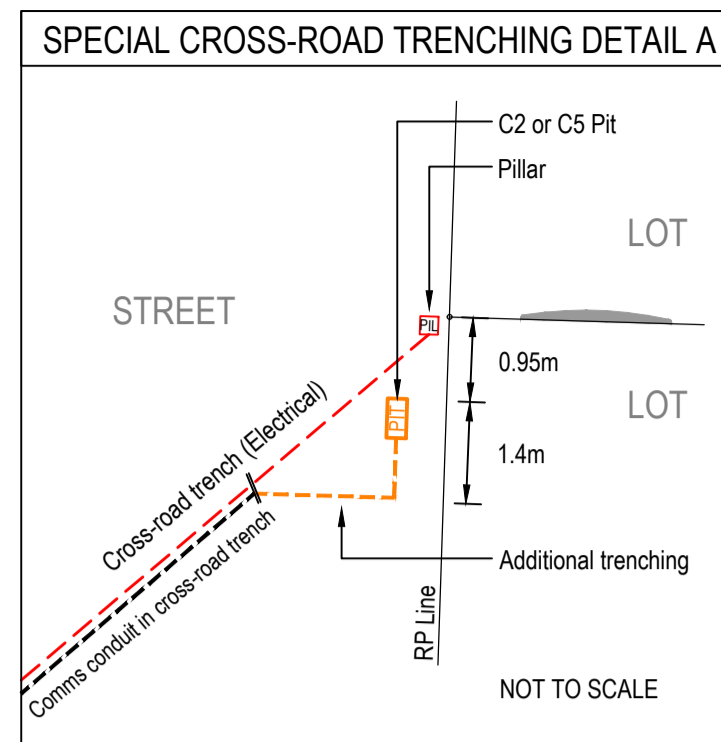 SPECIAL CROSS-ROAD TRENCHING DETAIL A
C2 or C5 Pit
Pillar
LOT
STREET
PIL
0.95m
LOT
PIT
1.4m
Cross-road trench (Electrical)
Comms conduit in cross-road trench
Additional trenching
RP Line
NOT TO SCALE